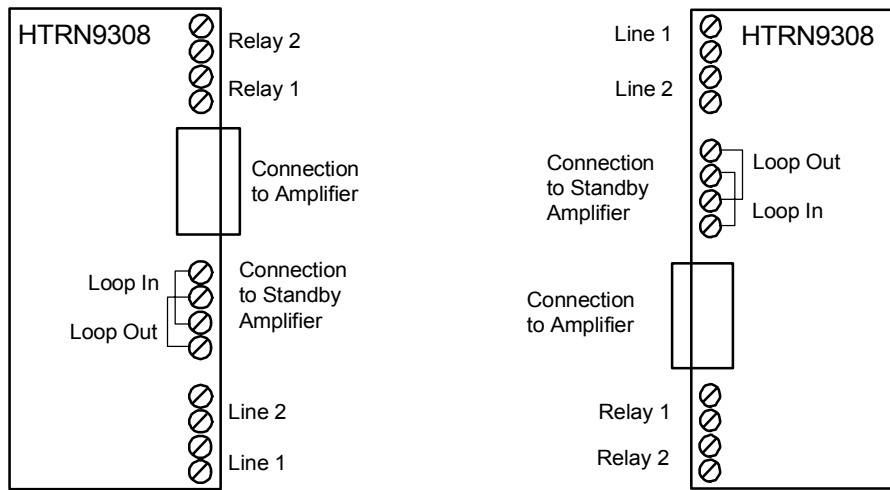 HTRN9308
Relay 2
Relay 1
Connection
to Amplifier
Loop In
Loop Out
Connection
to Standby
Amplifier
Line 2
Line 1
Line 1
HTRN9308
Line 2
Connection
to Standby
Amplifier
Loop Out
Loop In
Connection
to Amplifier
Relay 1
Relay 2